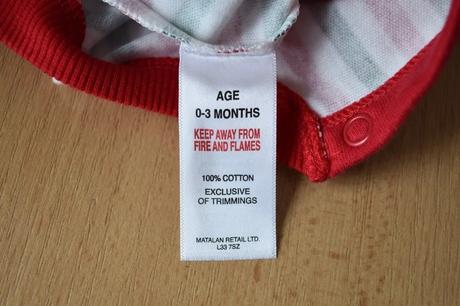 AGE
0-3 MONTHS
KEEP AWAY FROM
FIRE AND FLAMES
100% COTTON
EXCLUSIVE
OF TRIMMINGS
MATALAN RETAIL LTD.
L33 7SZ